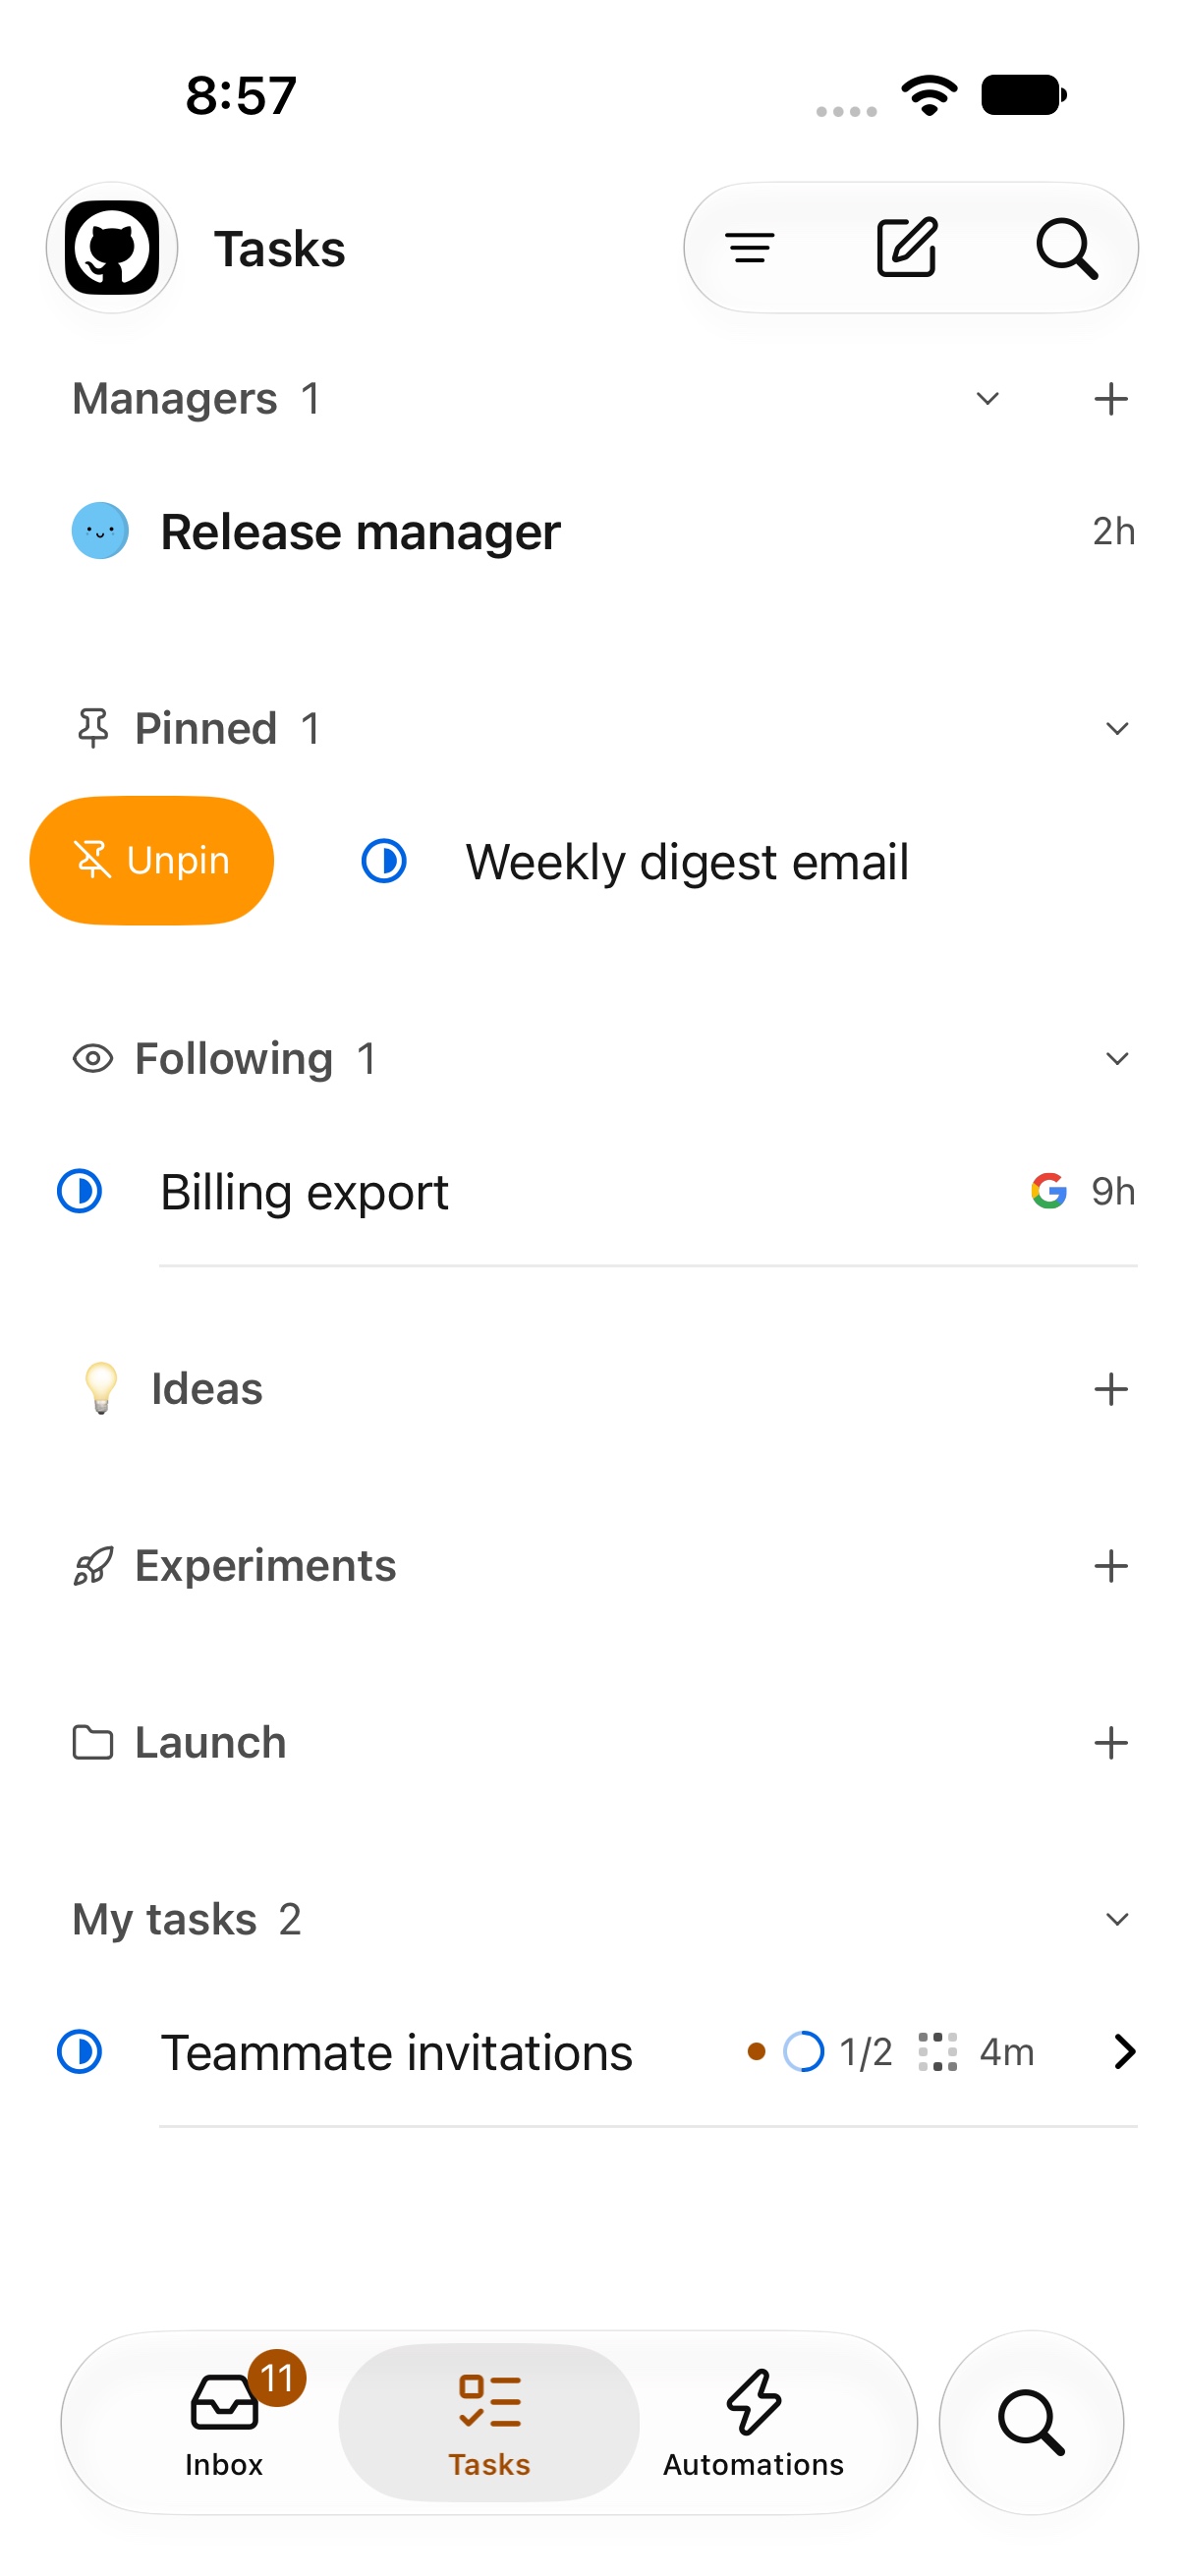 8:57
Tasks
Managers 1
Release manager 2h
Pinned 1
Unpin Weekly digest email
Following 1
Billing export 9h
Ideas
Experiments
Launch
My tasks 2
Teammate invitations 1/2 4m
11
Inbox Tasks Automations